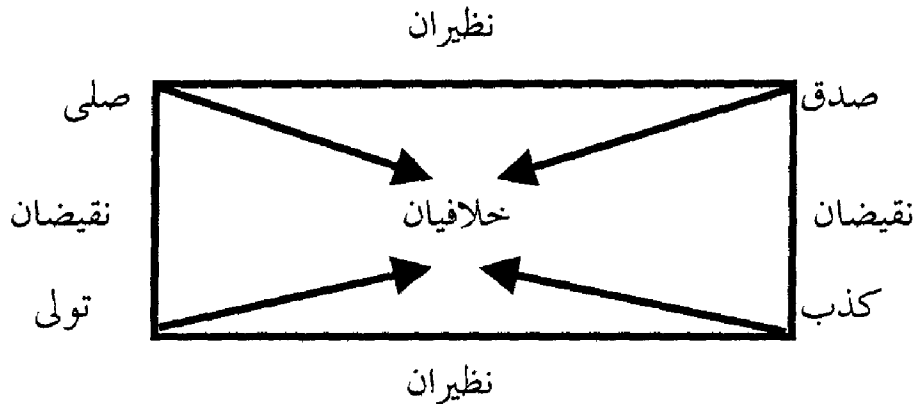 نظيران
صدق
صلى
نقيضان
خلافيان
نقيضان
كذب
تولى
نظيران